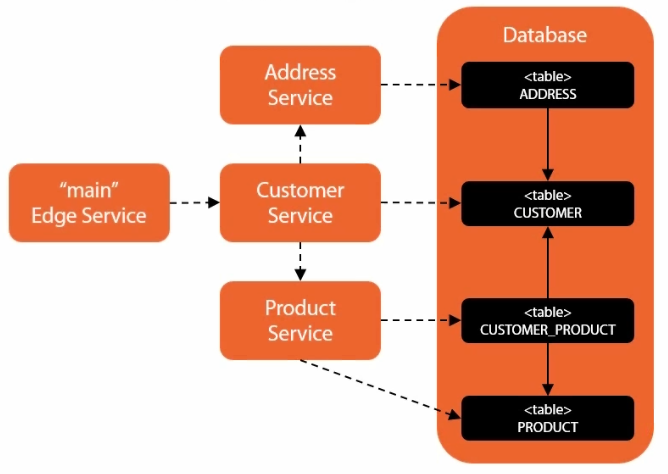 Database
Address
Service
<table>
ADDRESS
“main”
Edge Service
Customer
Service
<table>
CUSTOMER
Product
Service
<table>
CUSTOMER_PRODUCT
<table>
PRODUCT